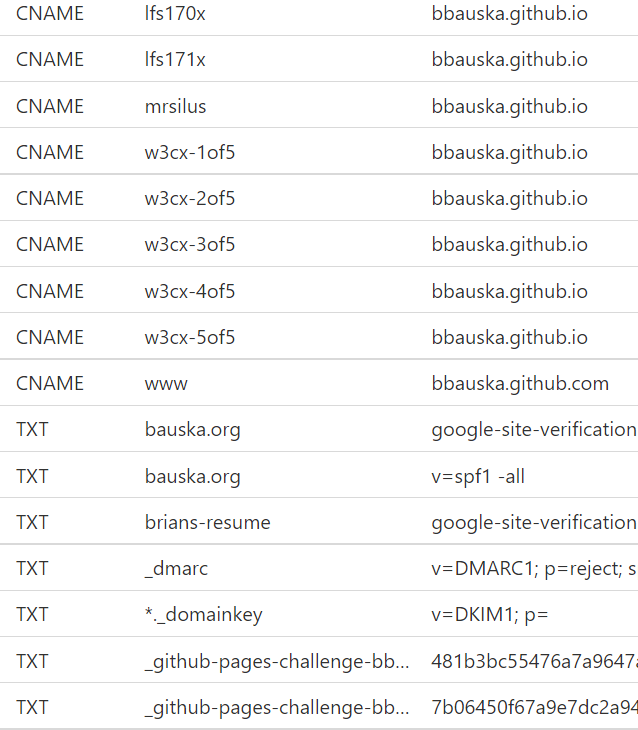 CNAME lfs170x bbauska.github.io
CNAME lfs171x bbauska.github.io
CNAME mrsilus bbauska.github.io
CNAME w3cx-1of5 bbauska.github.io
CNAME w3cx-2of5 bbauska.github.io
CNAME w3cx-3of5 bbauska.github.io
CNAME w3cx-4of5 bbauska.github.io
CNAME w3cx-5of5 bbauska.github.io
CNAME www bbauska.github.com
TXT bauska.org google-site-verification
TXT bauska.org v=spf1 -all
TXT brians-resume google-site-verification
TXT _dmarc v=DMARC1; p=reject; s
TXT *._domainkey v=DKIM1; p=
TXT _github-pages-challenge-bb... 481b3bc55476a7a9647a
TXT _github-pages-challenge-bb... 7b06450f67a9e7dc2a94